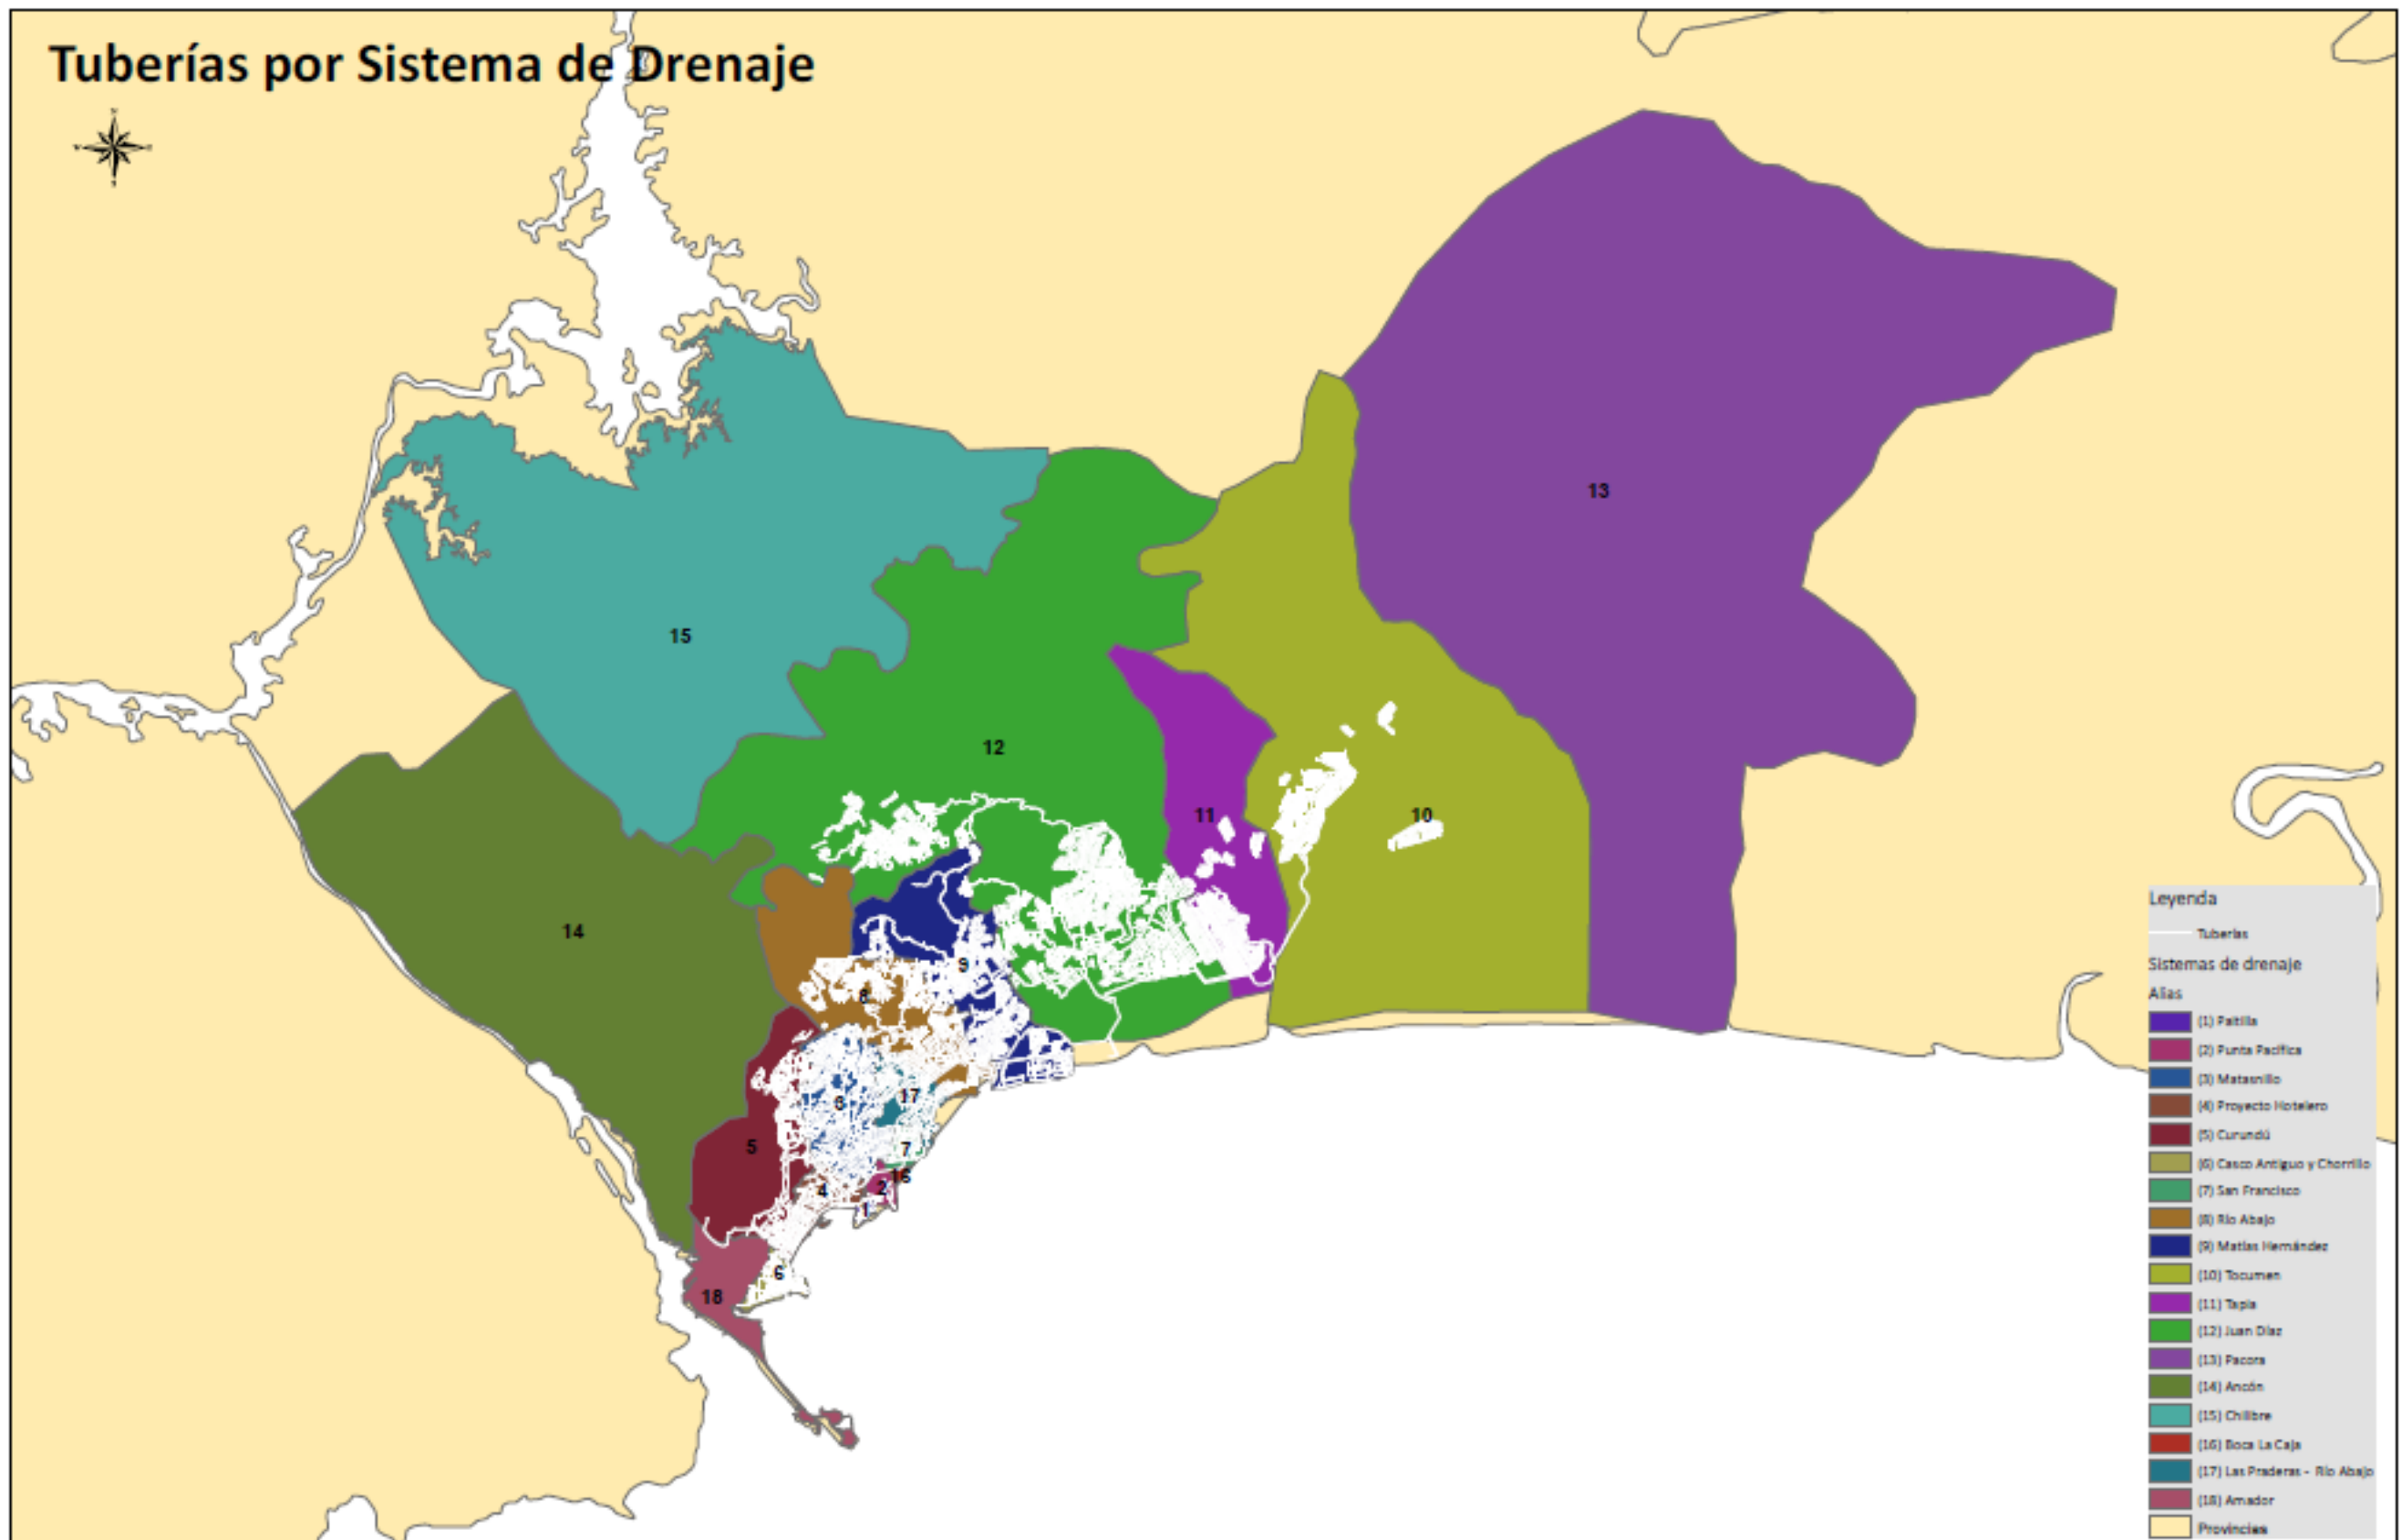 Tuberías por Sistema de Drenaje
N
W
E
S
13
15
12
11
10
14
9
8
3
17
5
7
16
4
2
1
6
18
Leyenda
Tuberías
Sistemas de drenaje
Alias
(1) Paitilla
(2) Punta Pacífica
(3) Matasnillo
(4) Proyecto Hotelero
(5) Curundú
(6) Casco Antiguo y Chorrillo
(7) San Francisco
(8) Río Abajo
(9) Matías Hernández
(10) Tocumen
(11) Tapia
(12) Juan Díaz
(13) Pacora
(14) Ancón
(15) Chilibre
(16) Boca La Caja
(17) Las Praderas - Río Abajo
(18) Amador
Provincias